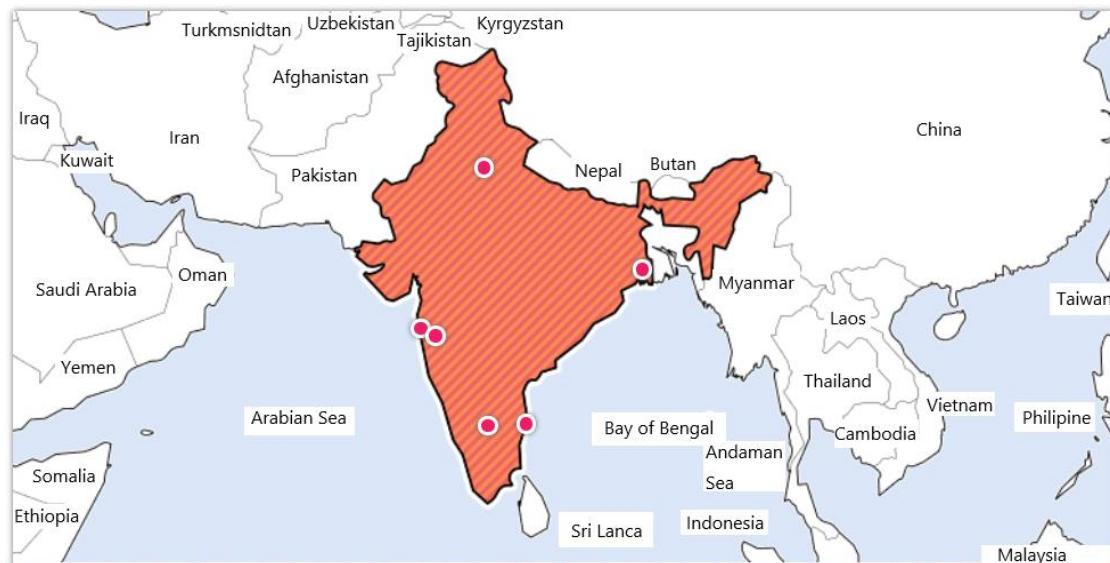 Turkmsnidtan
Uzbekistan
Kyrgyzstan
Tajikistan
Afghanistan
Iraq
Iran
China
Kuwait
Pakistan
Nepal
Butan
Oman
Saudi Arabia
Myanmar
Taiwan
Laos
Yemen
Thailand
Arabian Sea
Bay of Bengal
Vietnam
Philipine
Cambodia
Andaman
Sea
Somalia
Ethiopia
Sri Lanca
Indonesia
Malaysia